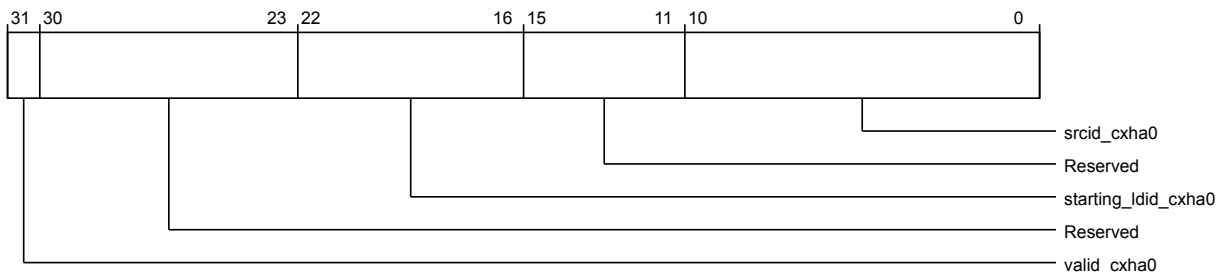 31 30 23 22 16 15 11 10 0
srcid_cxha0
Reserved
starting_ldid_cxha0
Reserved
valid_cxha0